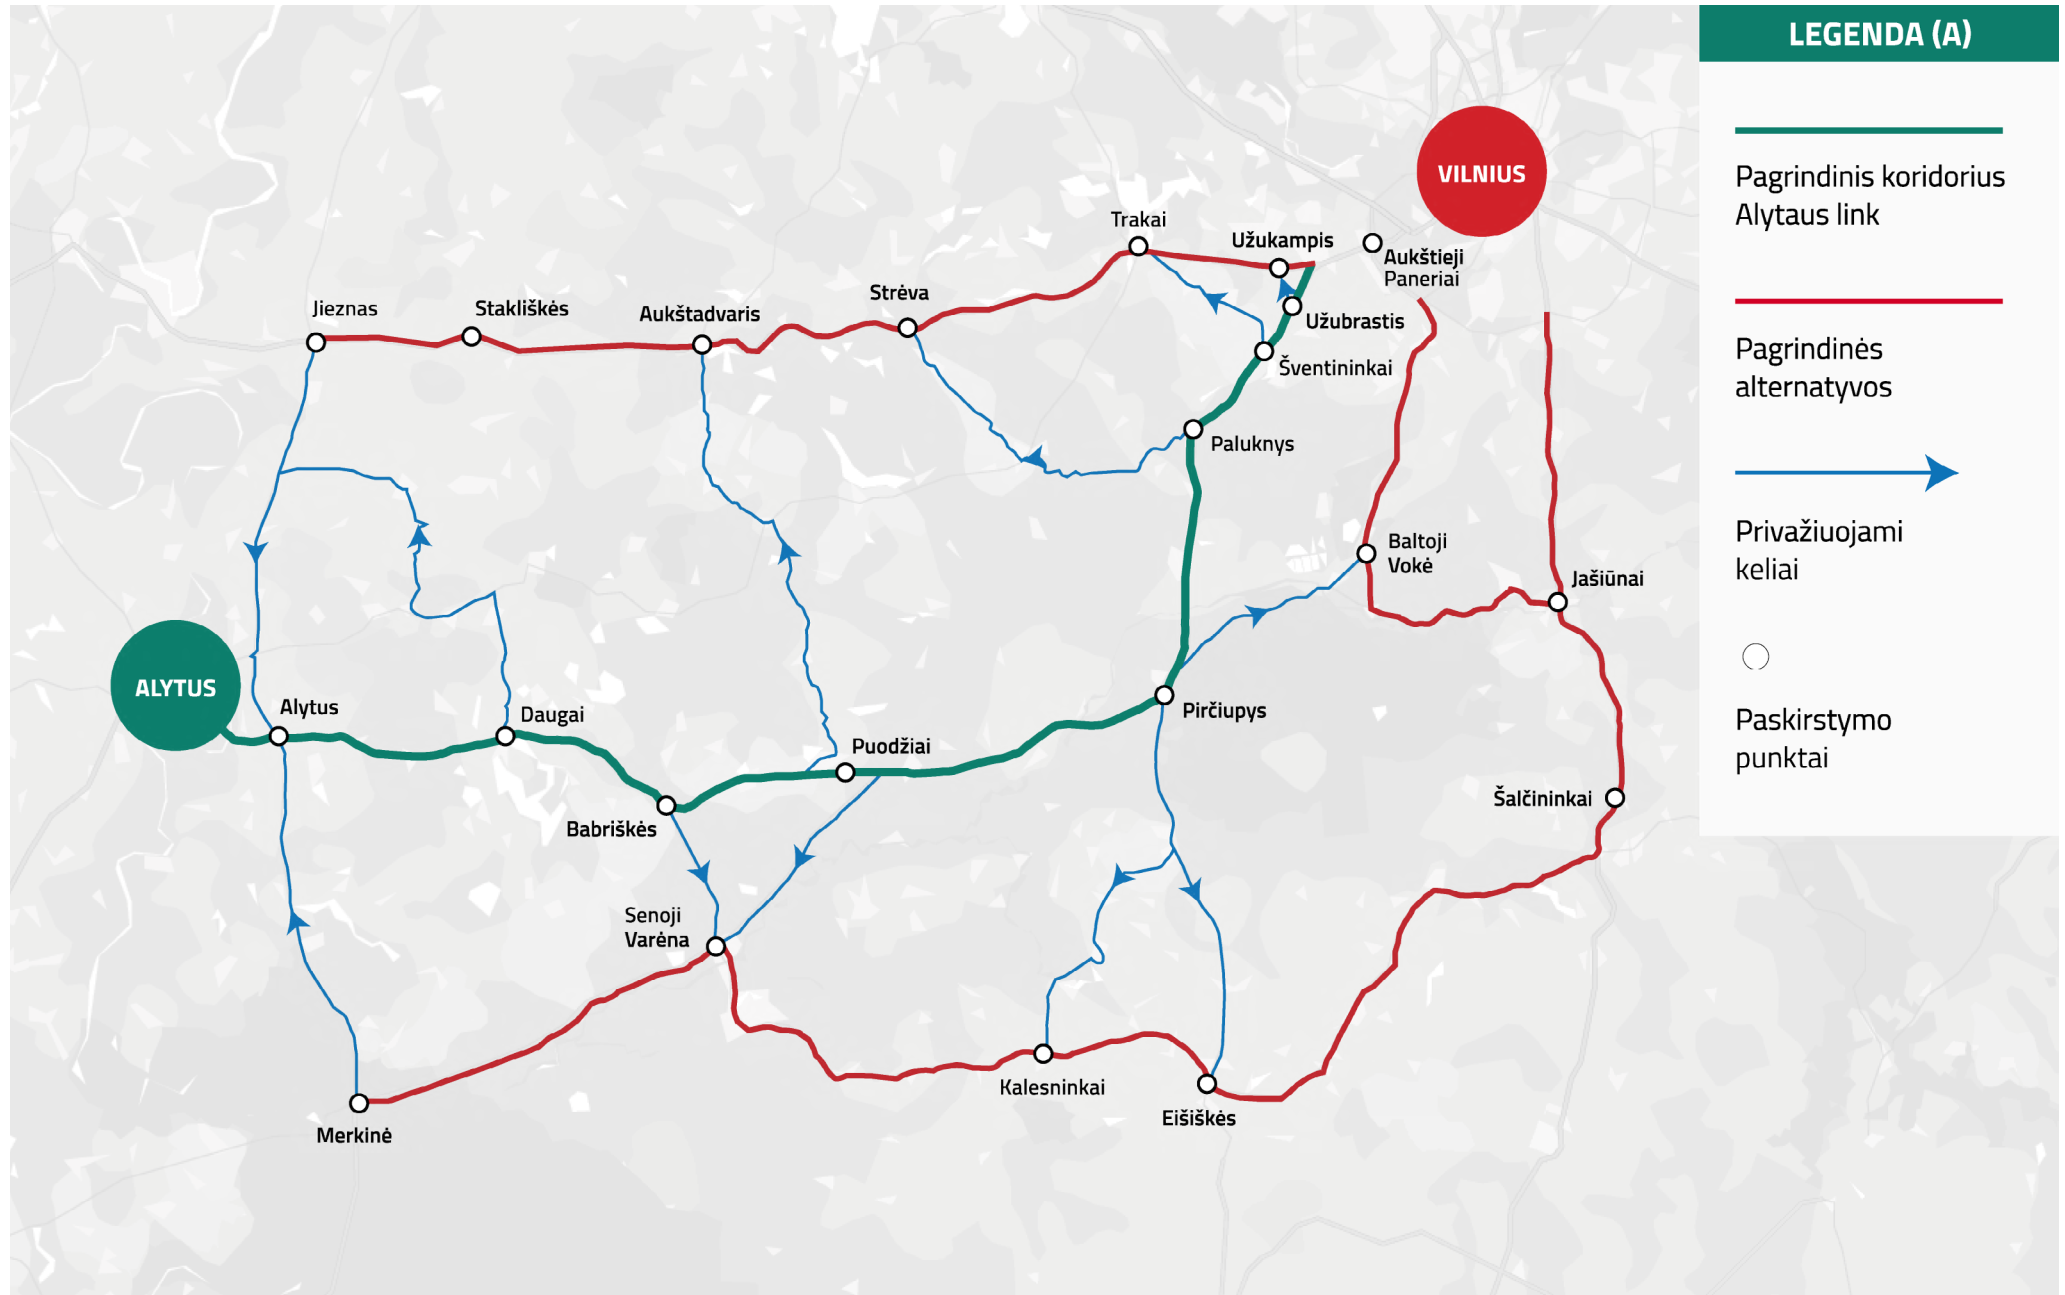 LEGENDA (A)
Pagrindinis koridorius
Alytaus link
Pagrindinės
alternatyvos
Privažiuojami
keliai
Paskirstymo
punktai
VILNIUS
Trakai
Užukampis
Aukštieji
Paneriai
Jieznas
Stakliškės
Aukštadvaris
Strėva
Užubrastis
Šventininkai
Paluknys
Baltoji
Vokė
Jašiūnai
ALYTUS
Alytus
Daugai
Puodžiai
Pirčiupys
Babriškės
Šalčininkai
Senoji
Varėna
Kalesninkai
Eišiškės
Merkinė